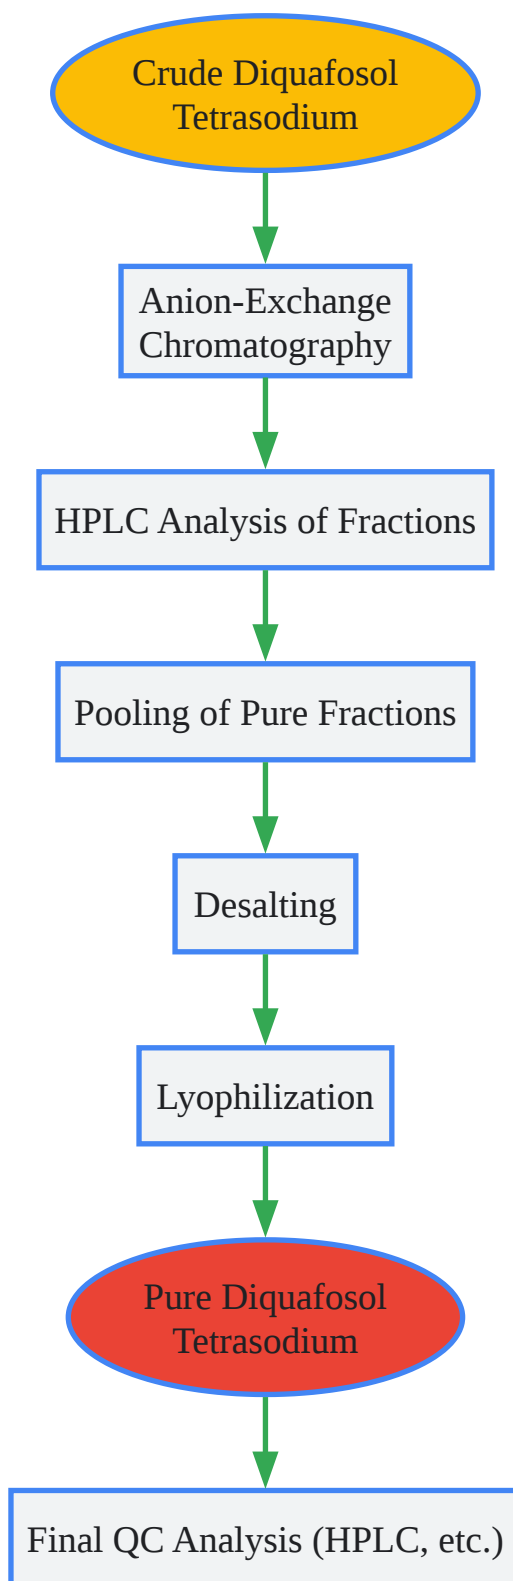 Crude Diquafosol
Tetrasodium
Anion-Exchange
Chromatography
HPLC Analysis of Fractions
Pooling of Pure Fractions
Desalting
Lyophilization
Pure Diquafosol
Tetrasodium
Final QC Analysis (HPLC, etc.)